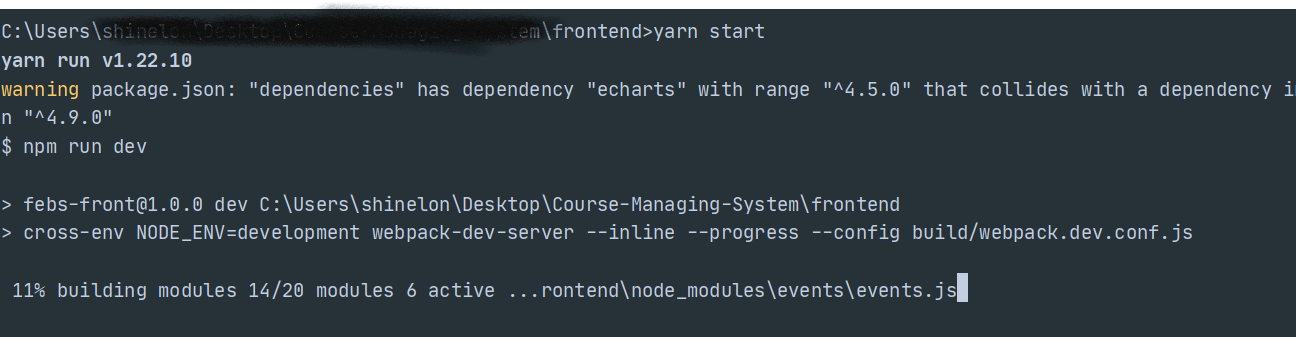 C:\Users\ \frontend>yarn start
yarn run v1.22.10
warning package.json: "dependencies" has dependency "echarts" with range "^4.5.0" that collides with a dependency in
n "^4.9.0"
$ npm run dev
> febs-front@1.0.0 dev C:\Users\shinelon\Desktop\Course-Managing-System\frontend
> cross-env NODE_ENV=development webpack-dev-server --inline --progress --config build/webpack.dev.conf.js
11% building modules 14/20 modules 6 active ...rontend\node_modules\events\events.js